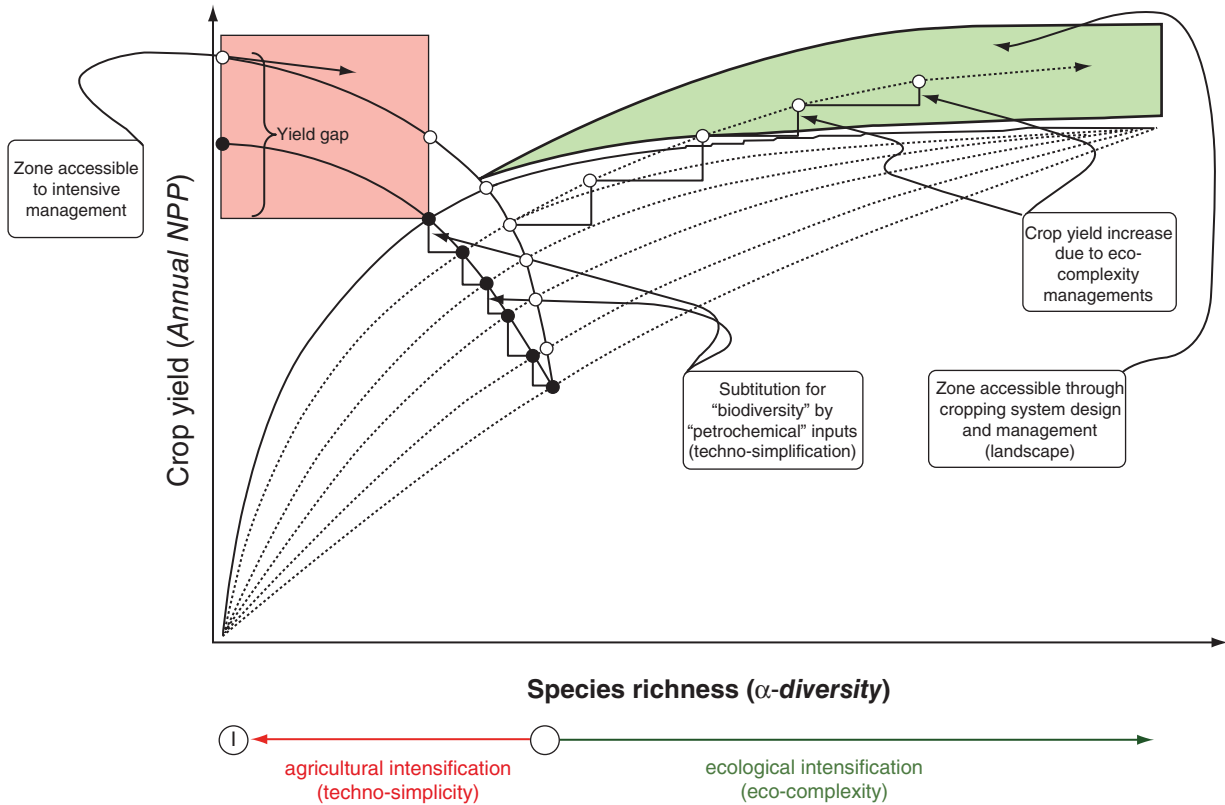 Crop yield (Annual NPP)
Zone accessible
to intensive
management
Yield gap
Crop yield increase
due to eco-
complexity
managements
Subtitution for
“biodiversity” by
“petrochemical” inputs
(techno-simplification)
Zone accessible through
cropping system design
and management
(landscape)
Species richness (α-diversity)
I
agricultural intensification
(techno-simplicity)
ecological intensification
(eco-complexity)